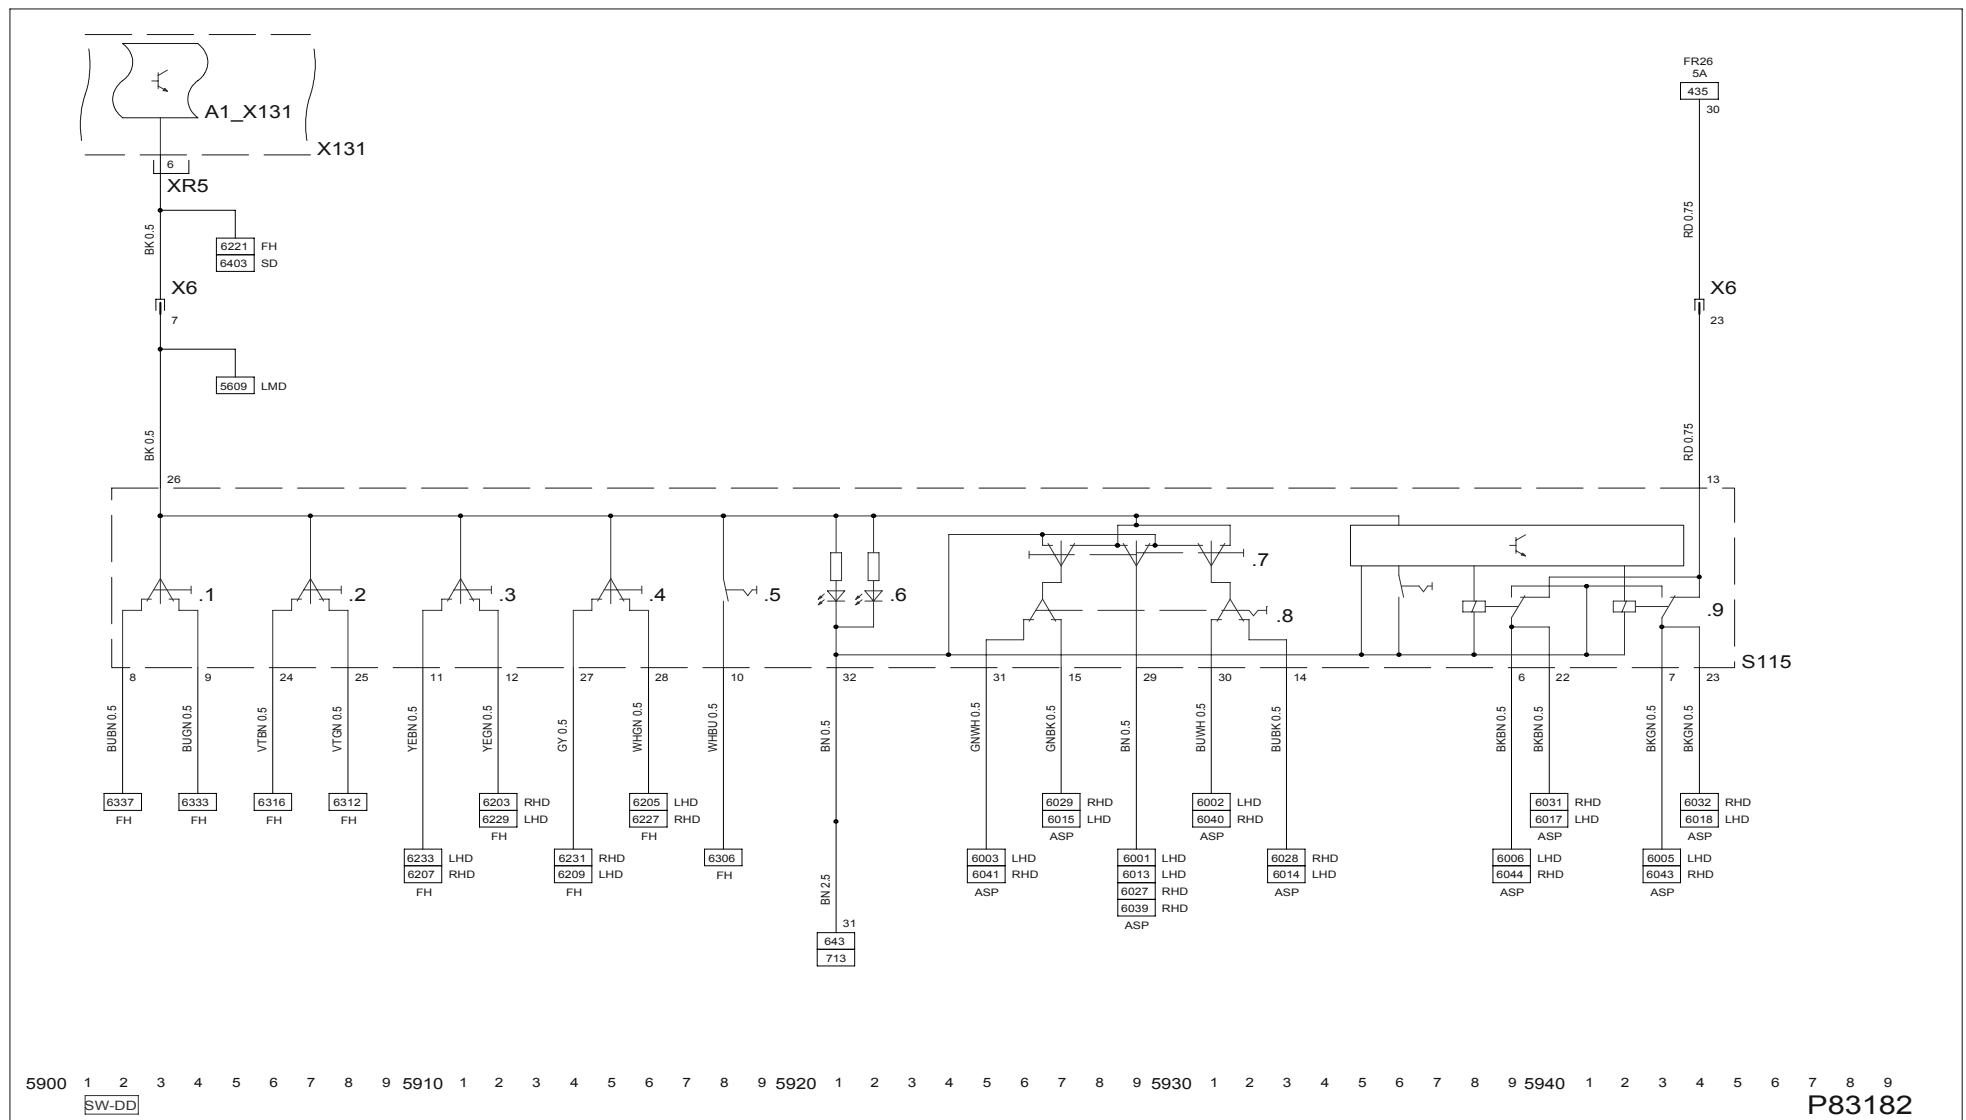 FR26
5A
435
30
A1_X131
X131
6
XR5
BK 0.5
RD 0.75
6221 FH
6403 SD
X6
7
X6
23
5609 LMD
BK 0.5
RD 0.75
26
13
.1
.2
.3
.4
.5
.6
.7
.8
.9
S115
8 9 24 25 11 12 27 28 10 32 31 15 29 30 14 6 22 7 23
BUBN 0.5
BUGN 0.5
VTBN 0.5
VTGN 0.5
YEBN 0.5
YEGN 0.5
GY 0.5
WHGN 0.5
WHBU 0.5
BN 0.5
GNWH 0.5
GNBK 0.5
BN 0.5
BUWH 0.5
BUBK 0.5
BKBN 0.5
BKBN 0.5
BKGN 0.5
BKGN 0.5
6337
FH
6333
FH
6316
FH
6312
FH
6203 RHD
6229 LHD
FH
6205 LHD
6227 RHD
FH
6029 RHD
6015 LHD
ASP
6002 LHD
6040 RHD
ASP
6031 RHD
6017 LHD
ASP
6032 RHD
6018 LHD
ASP
6233 LHD
6207 RHD
FH
6231 RHD
6209 LHD
FH
6306
FH
6003 LHD
6041 RHD
ASP
6001 LHD
6013 LHD
6027 RHD
6039 RHD
ASP
6028 RHD
6014 LHD
ASP
6006 LHD
6044 RHD
ASP
6005 LHD
6043 RHD
ASP
BN 2.5
31
643
713
5900 1 2 3 4 5 6 7 8 9 5910 1 2 3 4 5 6 7 8 9 5920 1 2 3 4 5 6 7 8 9 5930 1 2 3 4 5 6 7 8 9 5940 1 2 3 4 5 6 7 8 9
SW-DD
P83182